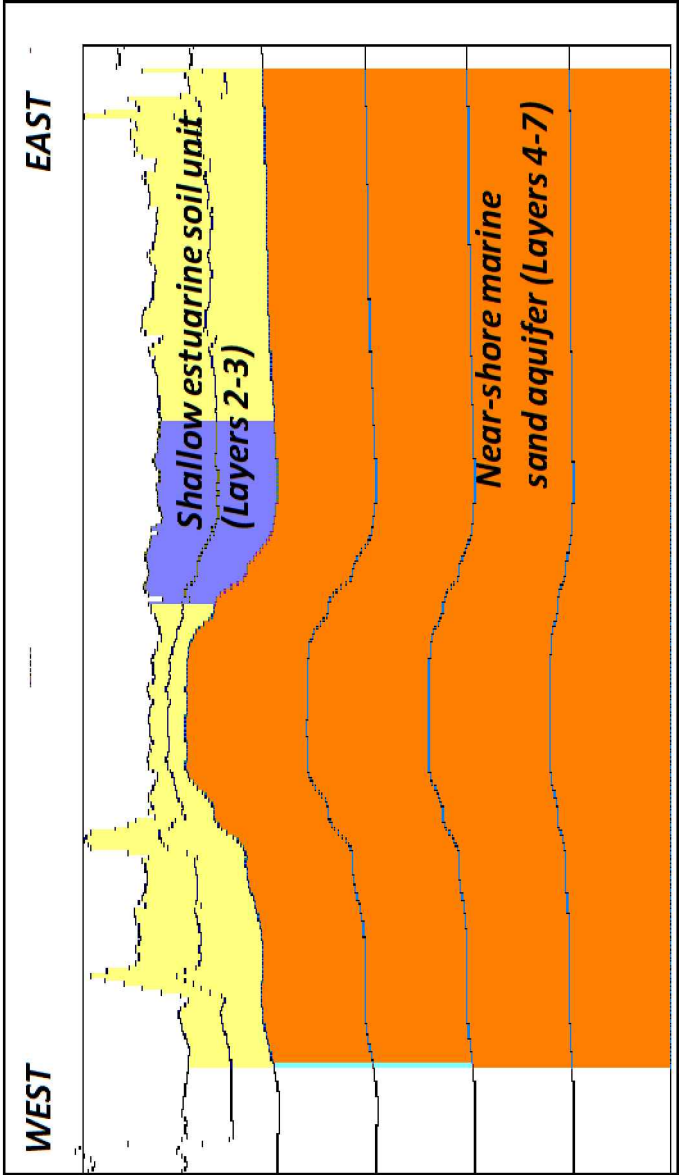 WEST
EAST
Shallow estuarine soil unit
(Layers 2-3)
Near-shore marine
sand aquifer (Layers 4-7)